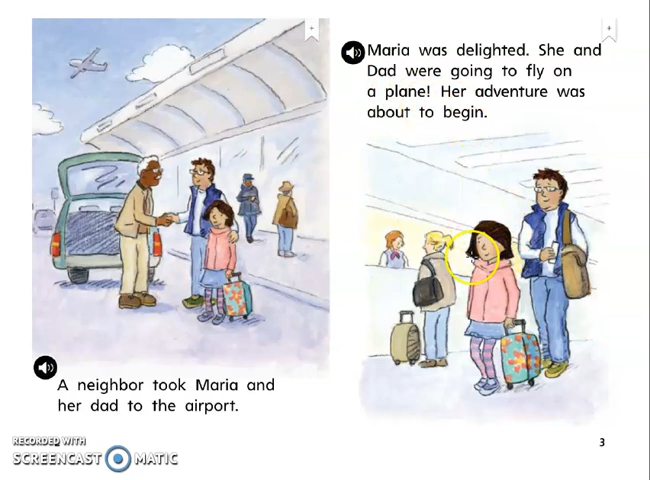 A neighbor took Maria and
her dad to the airport.
Maria was delighted. She and
Dad were going to fly on
a plane! Her adventure was
about to begin.
3
RECORDED WITH
SCREENCAST MATIC